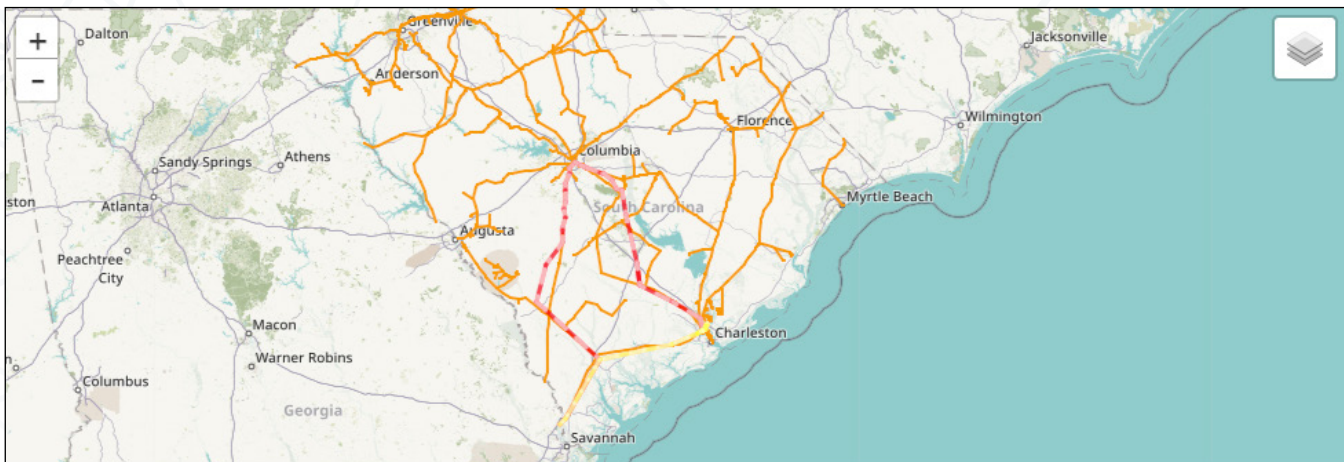 +
-
Dalton
Greenville
Jacksonville
Anderson
Wilmington
Florence
Columbia
Sandy Springs
Athens
ston
Atlanta
South Carolina
Myrtle Beach
Augusta
Peachtree
City
Macon
Charleston
Warner Robins
n
Columbus
Georgia
Savannah